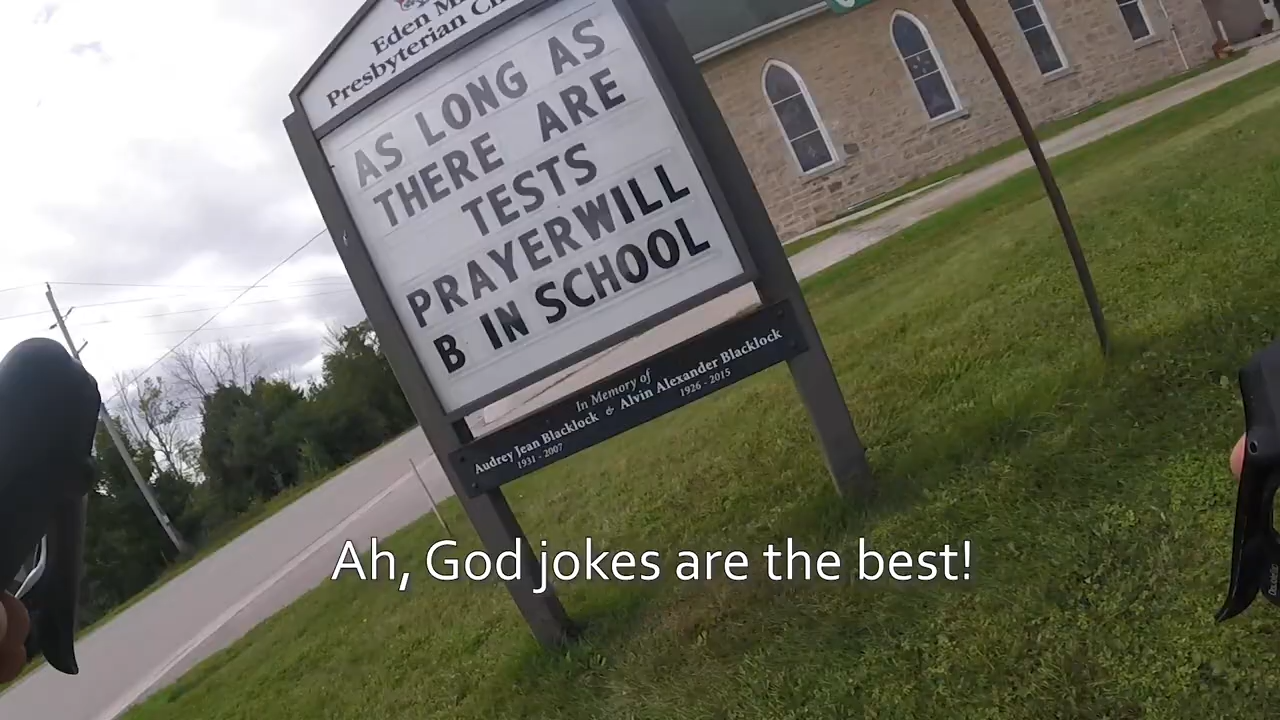 Eden
Presbyterian
AS LONG AS
THERE ARE
TESTS
PRAYERWILL
B IN SCHOOL
In Memory of
Audrey Jean Blacklock & Alvin Alexander Blacklock
1931 - 2007 1926 - 2015
Ah, God jokes are the best!